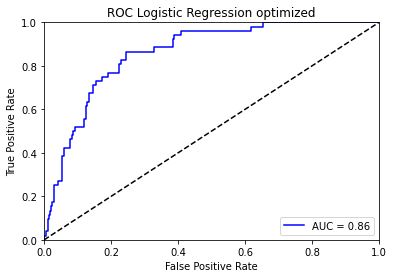 ROC Logistic Regression optimized
1.0
0.8
0.6
0.4
0.2
0.0
True Positive Rate
AUC = 0.86
0.0 0.2 0.4 0.6 0.8 1.0
False Positive Rate